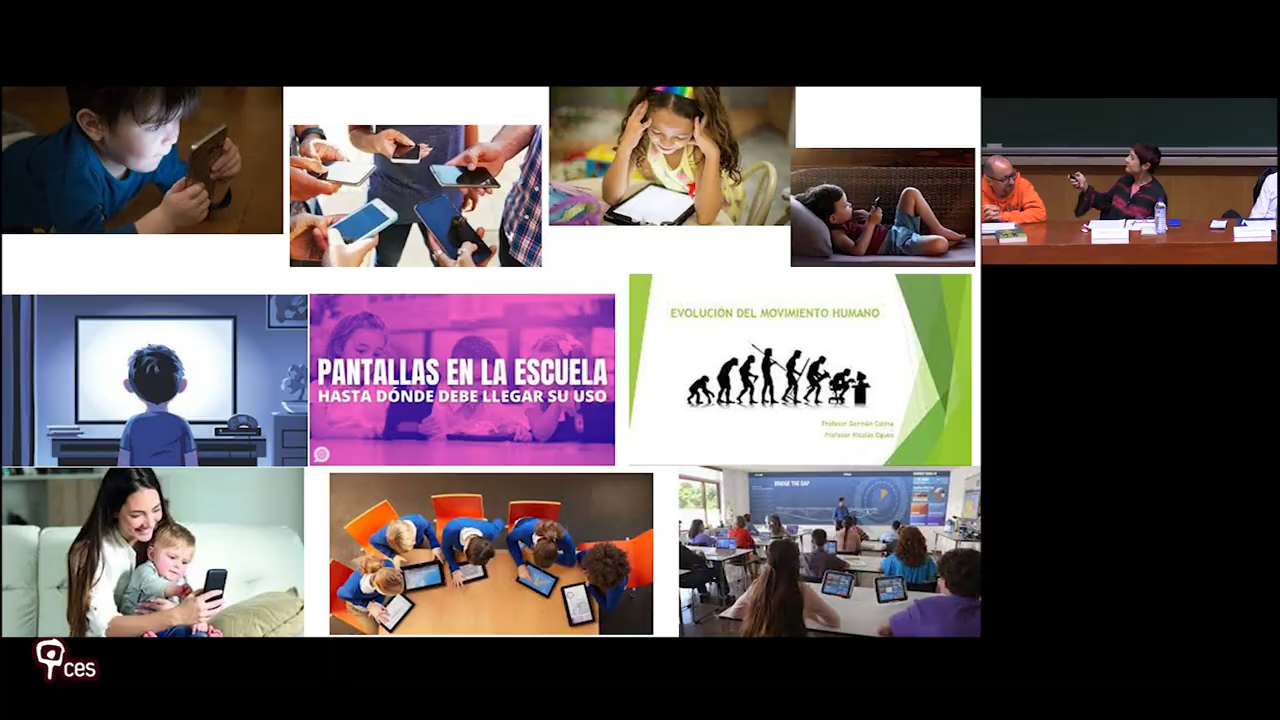 PANTALLAS EN LA ESCUELA
HASTA DÓNDE DEBE LLEGAR SU USO
EVOLUCIÓN DEL MOVIMIENTO HUMANO
Profesor Germán Colina
Profesor Nicolás Ogues
BRIDGE THE GAP
ces